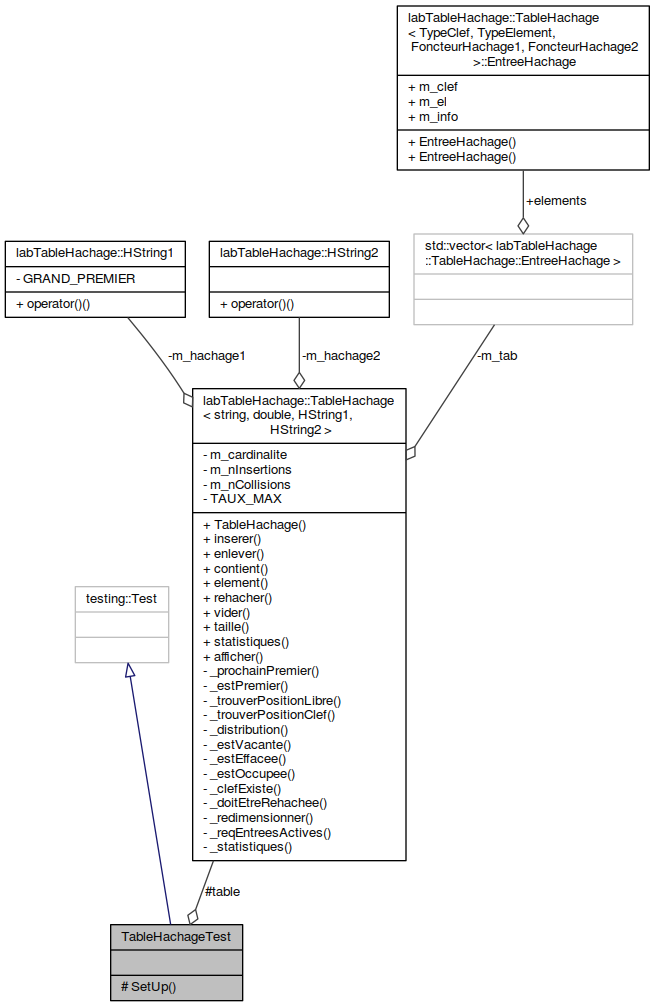 labTableHachage::TableHachage
< TypeClef, TypeElement,
FoncteurHachage1, FoncteurHachage2
>::EntreeHachage
+ m_clef
+ m_el
+ m_info
+ EntreeHachage()
+ EntreeHachage()
+elements
labTableHachage::HString1
- GRAND_PREMIER
+ operator()()
labTableHachage::HString2
+ operator()()
std::vector< labTableHachage
::TableHachage::EntreeHachage >
-m_hachage1
-m_hachage2
-m_tab
labTableHachage::TableHachage
< string, double, HString1,
HString2 >
- m_cardinalite
- m_nInsertions
- m_nCollisions
- TAUX_MAX
+ TableHachage()
+ inserer()
+ enlever()
+ contient()
+ element()
+ rehacher()
+ vider()
+ taille()
+ statistiques()
+ afficher()
- _prochainPremier()
- _estPremier()
- _trouverPositionLibre()
- _trouverPositionClef()
- _distribution()
- _estVacante()
- _estEffacee()
- _estOccupee()
- _clefExiste()
- _doitEtreRehachee()
- _redimensionner()
- _reqEntreesActives()
- _statistiques()
testing::Test
#table
TableHachageTest
# SetUp()